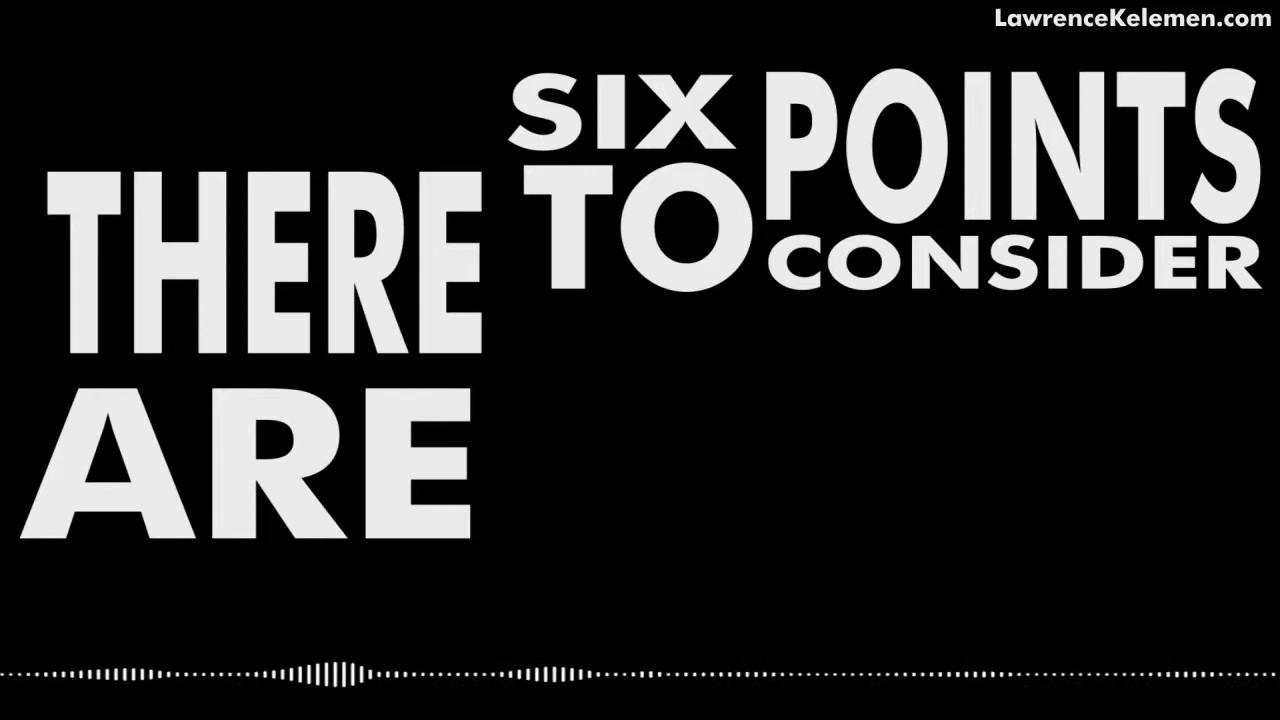 LawrenceKelemen.com
THERE
ARE
SIX
TO
POINTS
CONSIDER